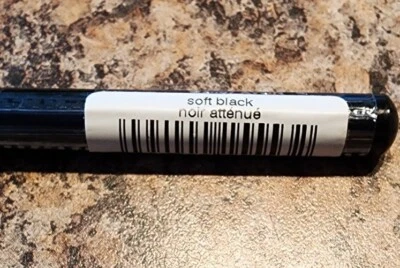 soft black
noir atténué